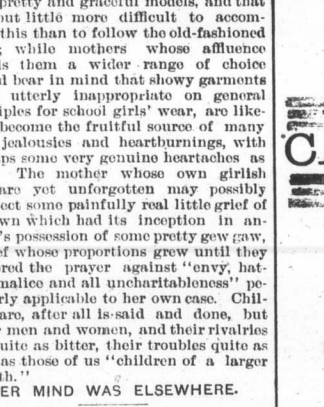 pretty and graceful models, and that
but little more difficult to accom-
this than to follow the old-fashioned
; while mothers whose affluence
ds them a wider range of choice
d bear in mind that showy garments
utterly inappropriate on general
iples for school girls' wear, are like-
become the fruitful source of many
jealousies and heartburnings, with
ps some very genuine heartaches as
The mother whose own girlish
are yet unforgotten may possibly
ect some painfully real little grief of
wn which had its inception in an-
's possession of some pretty gew gaw,
ef whose proportions grew until they
red the prayer against "envy, hat-
malice and all uncharitableness" pe-
rly applicable to her own case. Chil-
are, after all is said and done, but
men and women, and their rivalries
uite as bitter, their troubles quite as
as those of us "children of a larger
th."
ER MIND WAS ELSEWHERE.